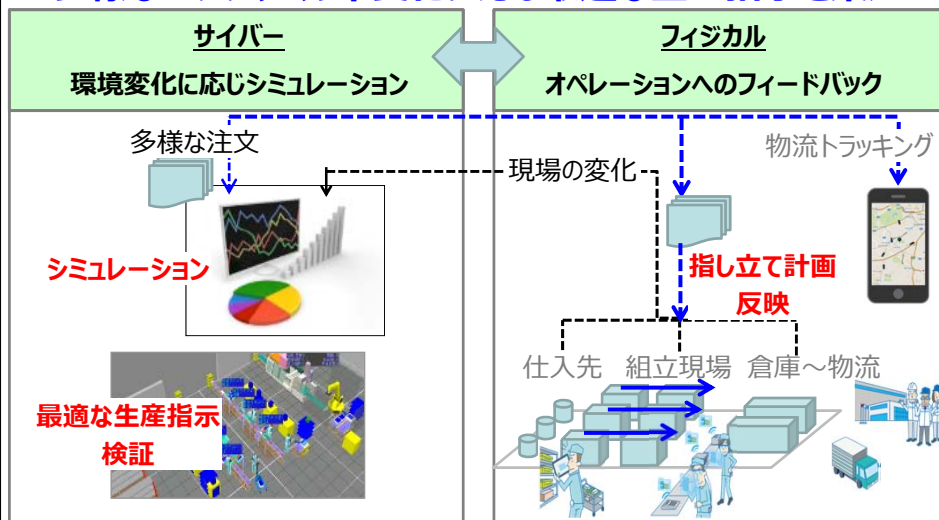 サイバー
環境変化に応じシミュレーション
フィジカル
オペレーションへのフィードバック
多様な注文
現場の変化
物流トラッキング
シミュレーション
指し立て計画
反映
仕入先 組立現場 倉庫～物流
最適な生産指示
検証